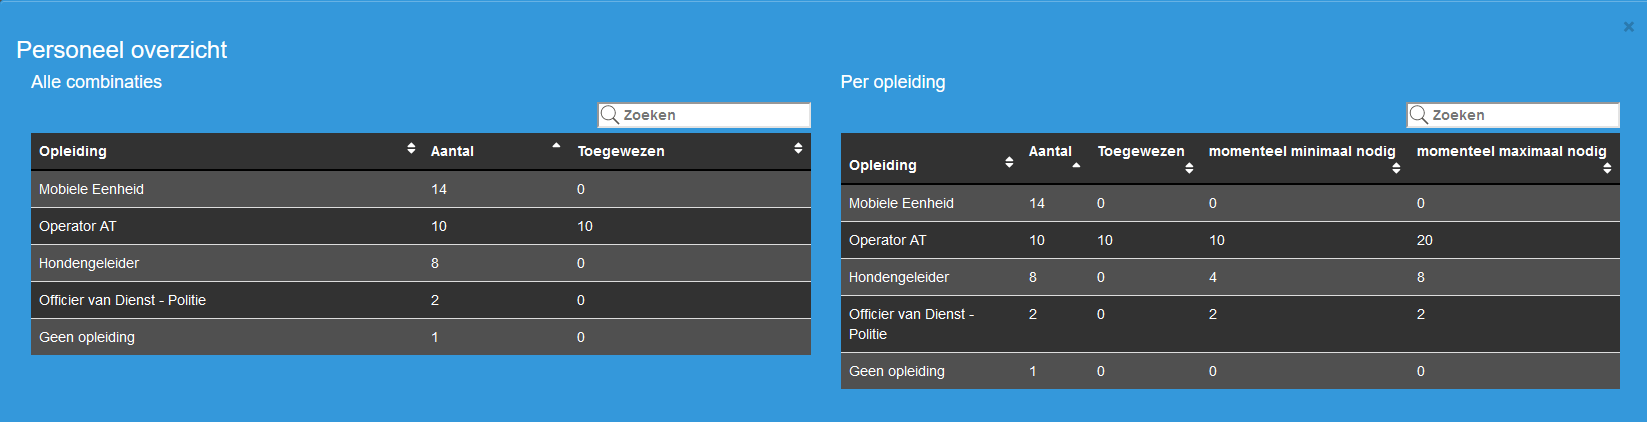 ×
Personeel overzicht
Alle combinaties
Zoeken
Opleiding Aantal Toegewezen
Mobiele Eenheid 14 0
Operator AT 10 10
Hondengeleider 8 0
Officier van Dienst - Politie 2 0
Geen opleiding 1 0
Per opleiding
Zoeken
Opleiding Aantal Toegewezen momenteel minimaal nodig momenteel maximaal nodig
Mobiele Eenheid 14 0 0 0
Operator AT 10 10 10 20
Hondengeleider 8 0 4 8
Officier van Dienst - 2 0 2 2
Politie
Geen opleiding 1 0 0 0